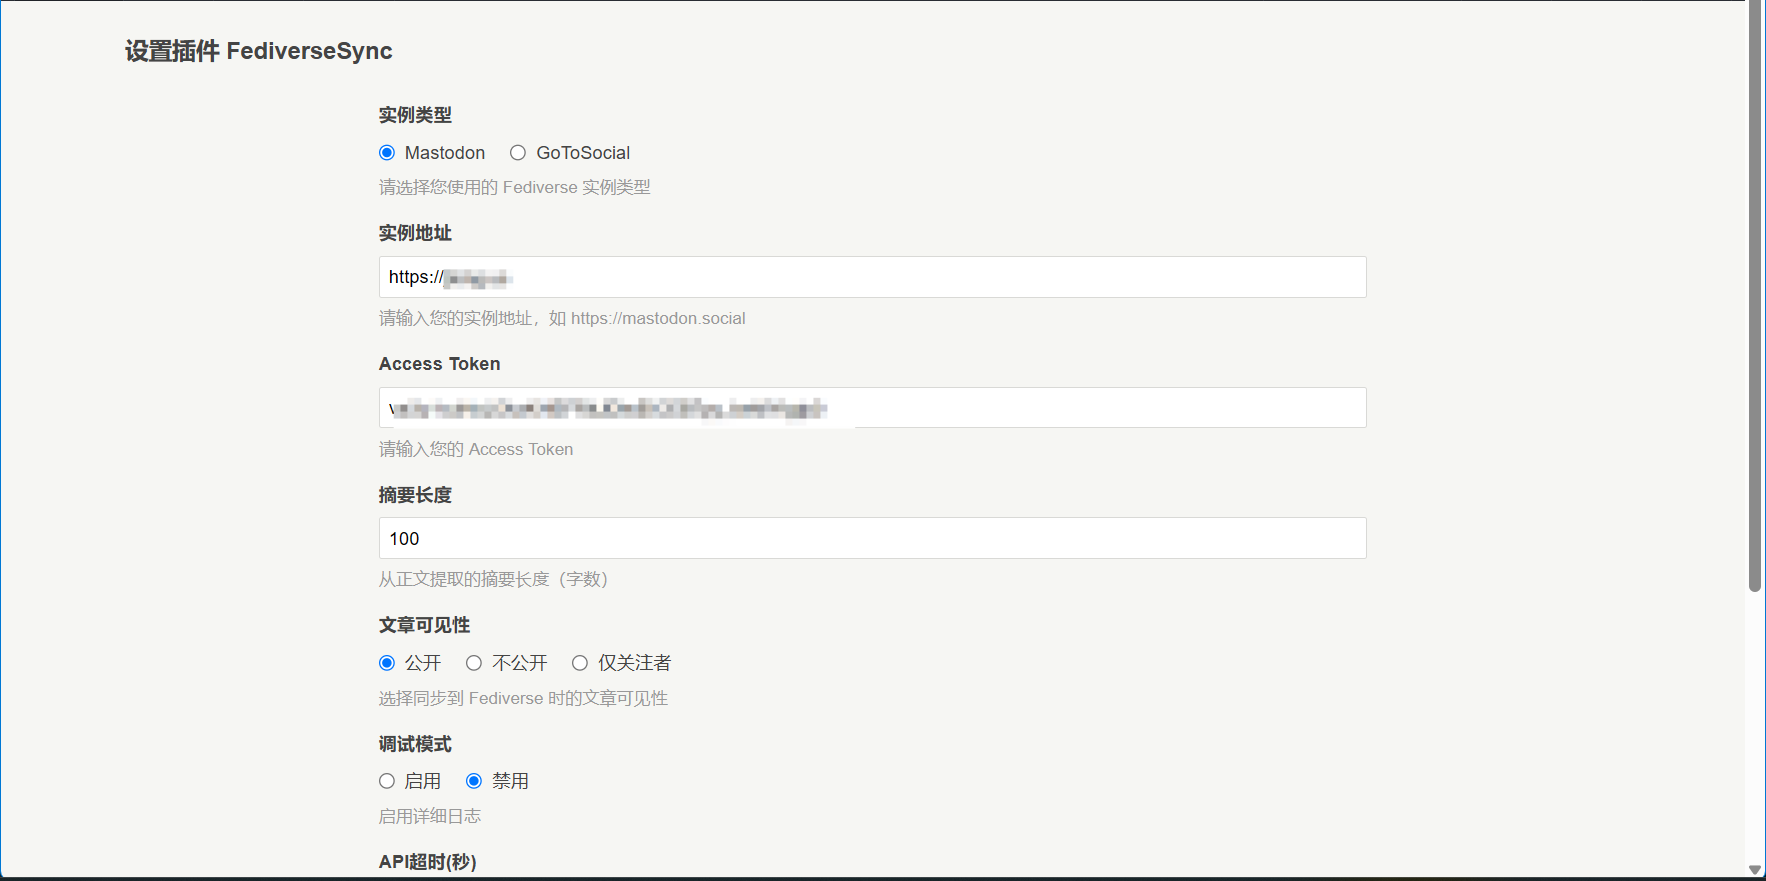 设置插件 FediverseSync
实例类型
Mastodon GoToSocial
请选择您使用的 Fediverse 实例类型
实例地址
https://
请输入您的实例地址，如 https://mastodon.social
Access Token
请输入您的 Access Token
摘要长度
100
从正文提取的摘要长度（字数）
文章可见性
公开 不公开 仅关注者
选择同步到 Fediverse 时的文章可见性
调试模式
启用 禁用
启用详细日志
API超时(秒)